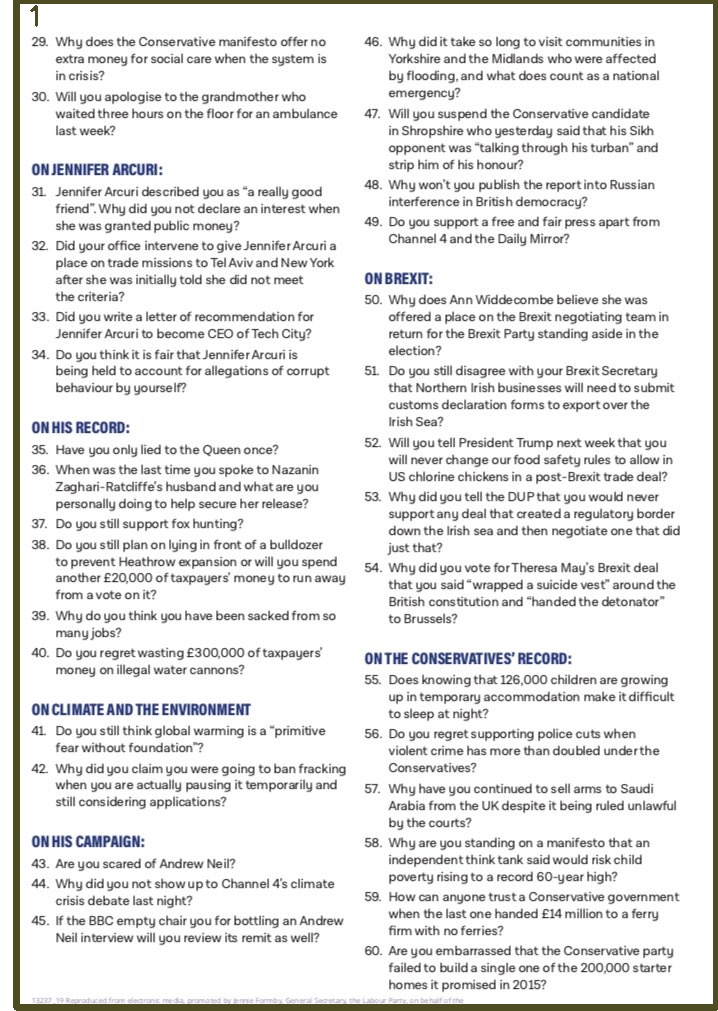 1
29. Why does the Conservative manifesto offer no
extra money for social care when the system is
in crisis?
30. Will you apologise to the grandmother who
waited three hours on the floor for an ambulance
last week?
ON JENNIFER ARCURI:
31. Jennifer Arcuri described you as “a really good
friend”. Why did you not declare an interest when
she was granted public money?
32. Did your office intervene to give Jennifer Arcuri a
place on trade missions to Tel Aviv and New York
after she was initially told she did not meet
the criteria?
33. Did you write a letter of recommendation for
Jennifer Arcuri to become CEO of Tech City?
34. Do you think it is fair that Jennifer Arcuri is
being held to account for allegations of corrupt
behaviour by yourself?
ON HIS RECORD:
35. Have you only lied to the Queen once?
36. When was the last time you spoke to Nazanin
Zaghari-Ratcliffe’s husband and what are you
personally doing to help secure her release?
37. Do you still support fox hunting?
38. Do you still plan on lying in front of a bulldozer
to prevent Heathrow expansion or will you spend
another £20,000 of taxpayers’ money to run away
from a vote on it?
39. Why do you think you have been sacked from so
many jobs?
40. Do you regret wasting £300,000 of taxpayers’
money on illegal water cannons?
ON CLIMATE AND THE ENVIRONMENT
41. Do you still think global warming is a “primitive
fear without foundation”?
42. Why did you claim you were going to ban fracking
when you are actually pausing it temporarily and
still considering applications?
ON HIS CAMPAIGN:
43. Are you scared of Andrew Neil?
44. Why did you not show up to Channel 4’s climate
crisis debate last night?
45. If the BBC empty chair you for bottling an Andrew
Neil interview will you review its remit as well?
46. Why did it take so long to visit communities in
Yorkshire and the Midlands who were affected
by flooding, and what does count as a national
emergency?
47. Will you suspend the Conservative candidate
in Shropshire who yesterday said that his Sikh
opponent was “talking through his turban” and
strip him of his honour?
48. Why won’t you publish the report into Russian
interference in British democracy?
49. Do you support a free and fair press apart from
Channel 4 and the Daily Mirror?
ON BREXIT:
50. Why does Ann Widdecombe believe she was
offered a place on the Brexit negotiating team in
return for the Brexit Party standing aside in the
election?
51. Do you still disagree with your Brexit Secretary
that Northern Irish businesses will need to submit
customs declaration forms to export over the
Irish Sea?
52. Will you tell President Trump next week that you
will never change our food safety rules to allow in
US chlorine chickens in a post-Brexit trade deal?
53. Why did you tell the DUP that you would never
support any deal that created a regulatory border
down the Irish sea and then negotiate one that did
just that?
54. Why did you vote for Theresa May’s Brexit deal
that you said “wrapped a suicide vest” around the
British constitution and “handed the detonator”
to Brussels?
ON THE CONSERVATIVES’ RECORD:
55. Does knowing that 126,000 children are growing
up in temporary accommodation make it difficult
to sleep at night?
56. Do you regret supporting police cuts when
violent crime has more than doubled under the
Conservatives?
57. Why have you continued to sell arms to Saudi
Arabia from the UK despite it being ruled unlawful
by the courts?
58. Why are you standing on a manifesto that an
independent think tank said would risk child
poverty rising to a record 60-year high?
59. How can anyone trust a Conservative government
when the last one handed £14 million to a ferry
firm with no ferries?
60. Are you embarrassed that the Conservative party
failed to build a single one of the 200,000 starter
homes it promised in 2015?
13237_19 Reproduced from electronic media, promoted by Jennie Formby, General Secretary, the Labour Party, on behalf of the